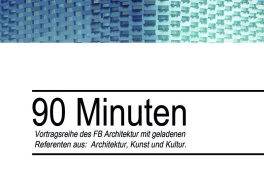 90 Minuten
Vortragsreihe des FB Architektur mit geladenen
Referenten aus: Architektur, Kunst und Kultur.